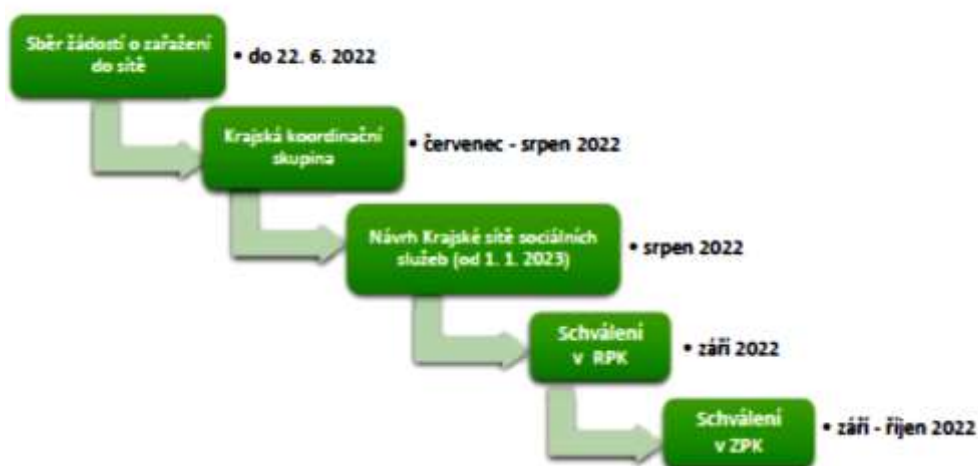 Sběr žádostí o zařažení
do sítě
• do 22. 6. 2022
Krajská koordinační
skupina
• červenec - srpen 2022
Návrh Krajské sítě sociálních
služeb (od 1. 1. 2023)
• srpen 2022
Schválení
v RPK
• září 2022
Schválení
v ZPK
• září - říjen 2022